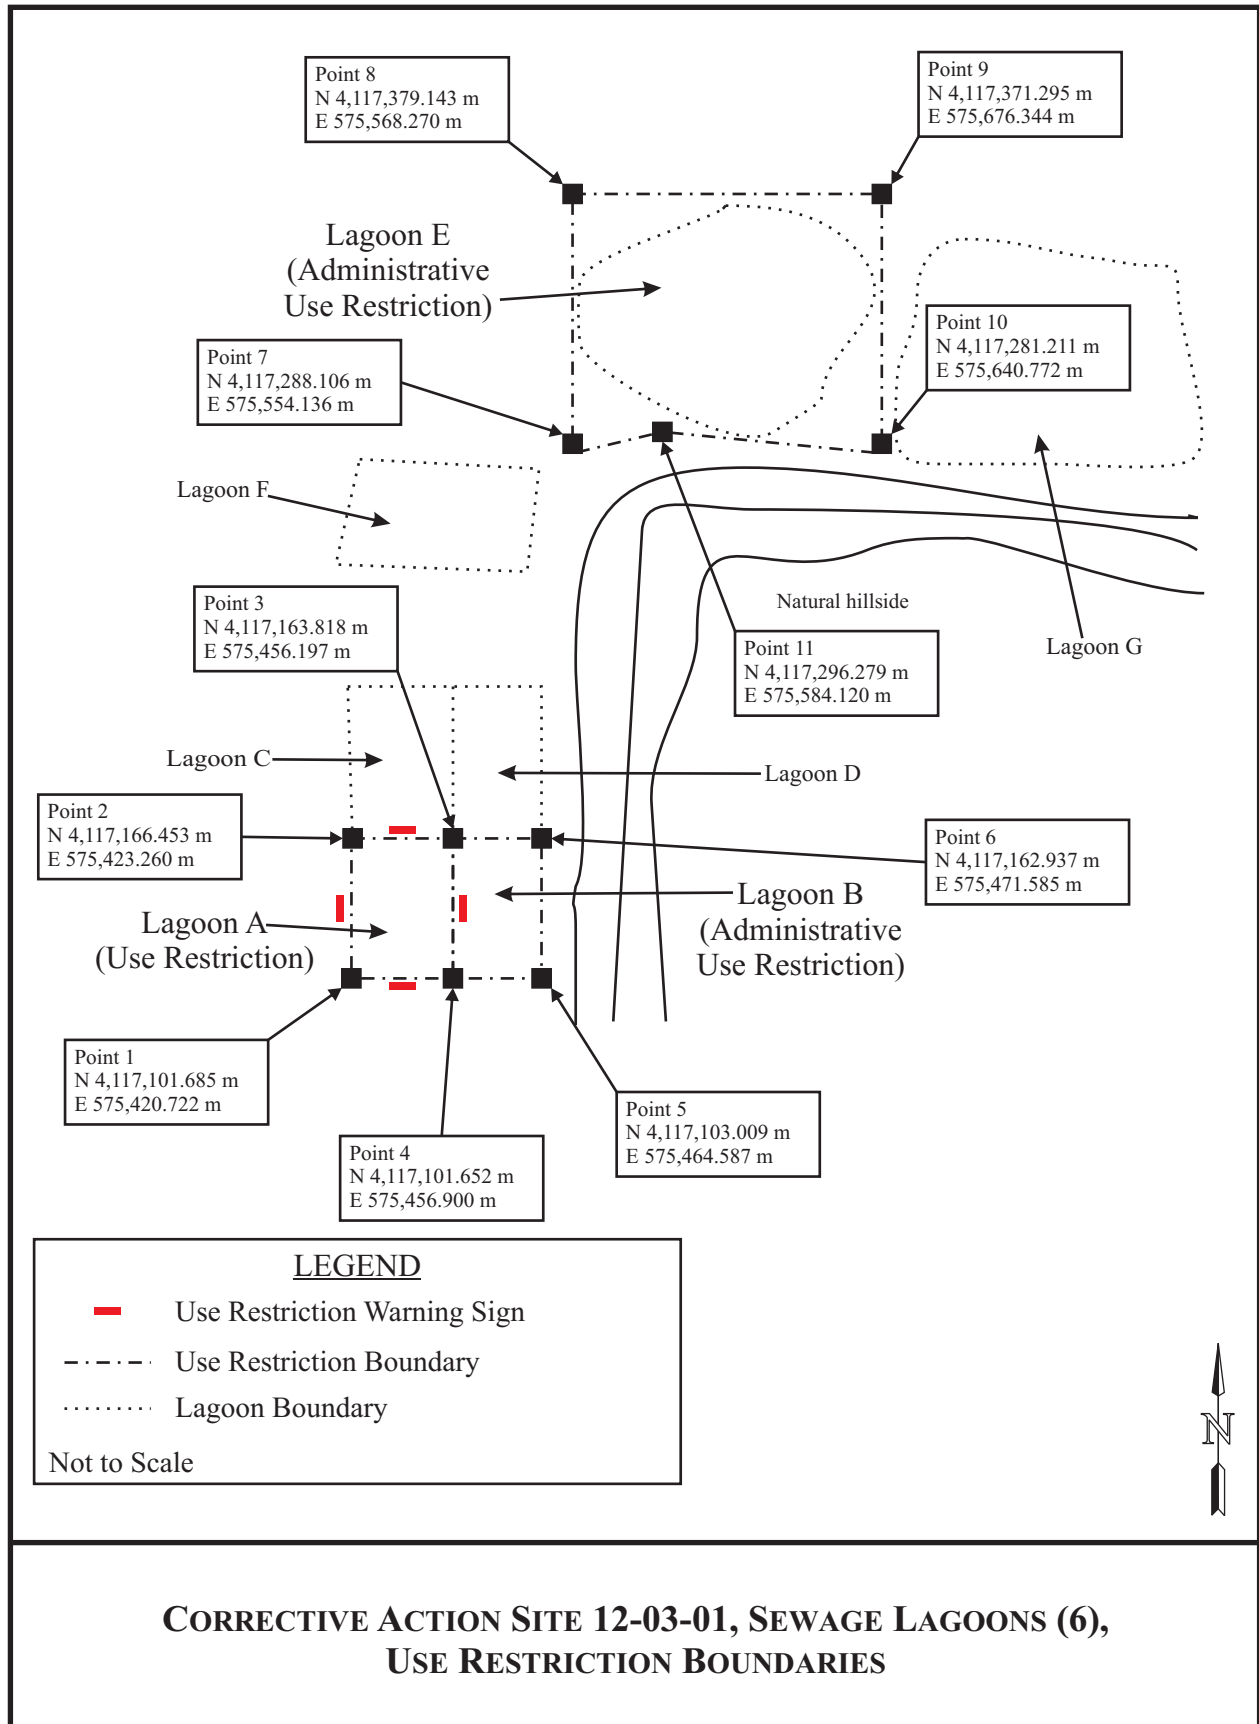 Point 8
N 4,117,379.143 m
E 575,568.270 m
Point 9
N 4,117,371.295 m
E 575,676.344 m
Lagoon E
(Administrative
Use Restriction)
Point 10
N 4,117,281.211 m
E 575,640.772 m
Point 7
N 4,117,288.106 m
E 575,554.136 m
Lagoon F
Point 3
N 4,117,163.818 m
E 575,456.197 m
Natural hillside
Point 11
N 4,117,296.279 m
E 575,584.120 m
Lagoon G
Lagoon C
Lagoon D
Point 2
N 4,117,166.453 m
E 575,423.260 m
Point 6
N 4,117,162.937 m
E 575,471.585 m
Lagoon A
(Use Restriction)
Lagoon B
(Administrative
Use Restriction)
Point 1
N 4,117,101.685 m
E 575,420.722 m
Point 5
N 4,117,103.009 m
E 575,464.587 m
Point 4
N 4,117,101.652 m
E 575,456.900 m
LEGEND
Use Restriction Warning Sign
Use Restriction Boundary
Lagoon Boundary
Not to Scale
N
CORRECTIVE ACTION SITE 12-03-01, SEWAGE LAGOONS (6),
USE RESTRICTION BOUNDARIES